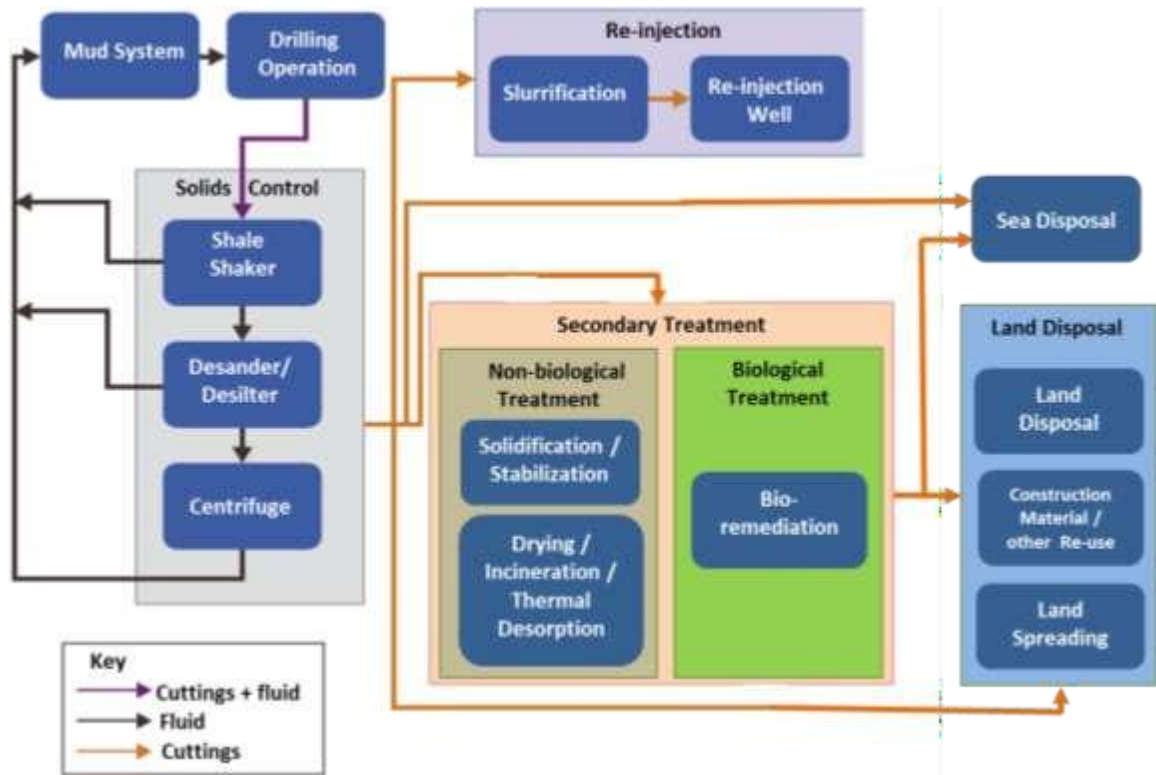 Mud System
Drilling
Operation
Re-injection
Slurrification
Re-injection
Well
Solids Control
Shale
Shaker
Desander/
Desilter
Centrifuge
Sea Disposal
Secondary Treatment
Non-biological
Treatment
Solidification /
Stabilization
Drying /
Incineration /
Thermal
Desorption
Biological
Treatment
Bio-
remediation
Land Disposal
Land
Disposal
Construction
Material /
other Re-use
Land
Spreading
Key
Cuttings + fluid
Fluid
Cuttings